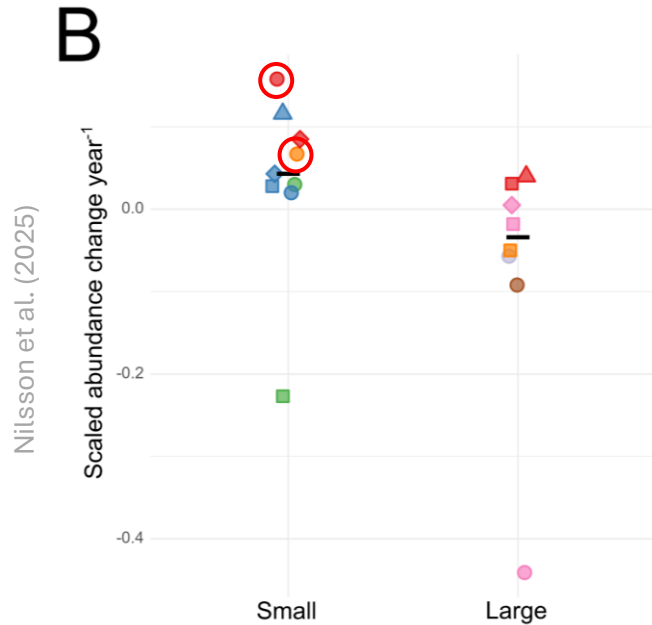 B
Scaled abundance change year⁻¹
0.0
-0.2
-0.4
Small
Large
Nilsson et al. (2025)